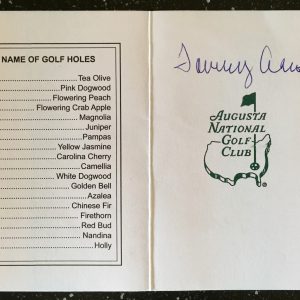 NAME OF GOLF HOLES
Tea Olive
Pink Dogwood
Flowering Peach
Flowering Crab Apple
Magnolia
Juniper
Pampas
Yellow Jasmine
Carolina Cherry
Camellia
White Dogwood
Golden Bell
Azalea
Chinese Fir
Firethorn
Red Bud
Nandina
Holly
Tommy
AUGUSTA
NATIONAL
GOLF
CLUB